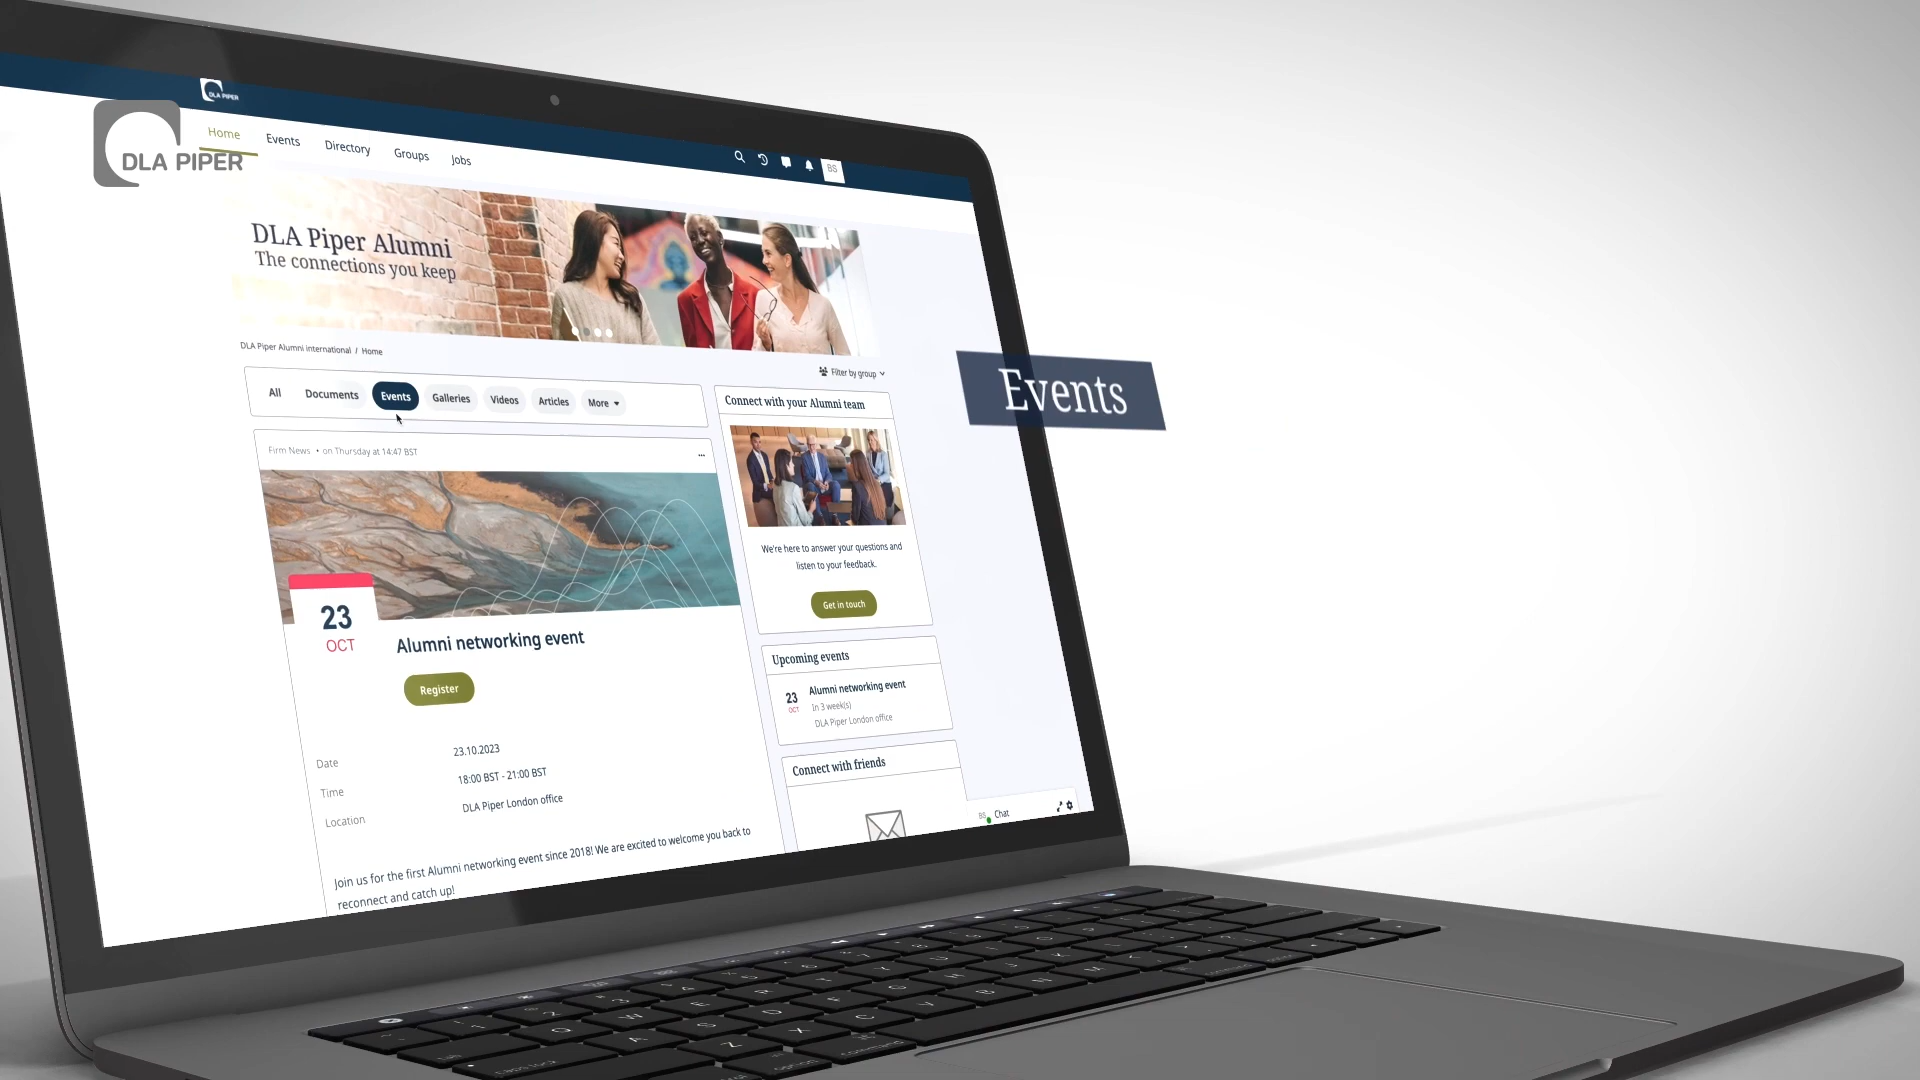 DLA PIPER
DLA PIPER
Home Events Directory Groups Jobs
BS
DLA Piper Alumni
The connections you keep
DLA Piper Alumni international / Home
Filter by group
All Documents Events Galleries Videos Articles More
Connect with your Alumni team
Events
Firm News • on Thursday at 14:47 BST
We're here to answer your questions and
listen to your feedback.
Get in touch
23
OCT
Alumni networking event
Register
Upcoming events
23
OCT
Alumni networking event
In 3 week(s)
DLA Piper London office
Date 23.10.2023
Time 18:00 BST - 21:00 BST
Location DLA Piper London office
Connect with friends
BS Chat
Join us for the first Alumni networking event since 2018! We are excited to welcome you back to
reconnect and catch up!